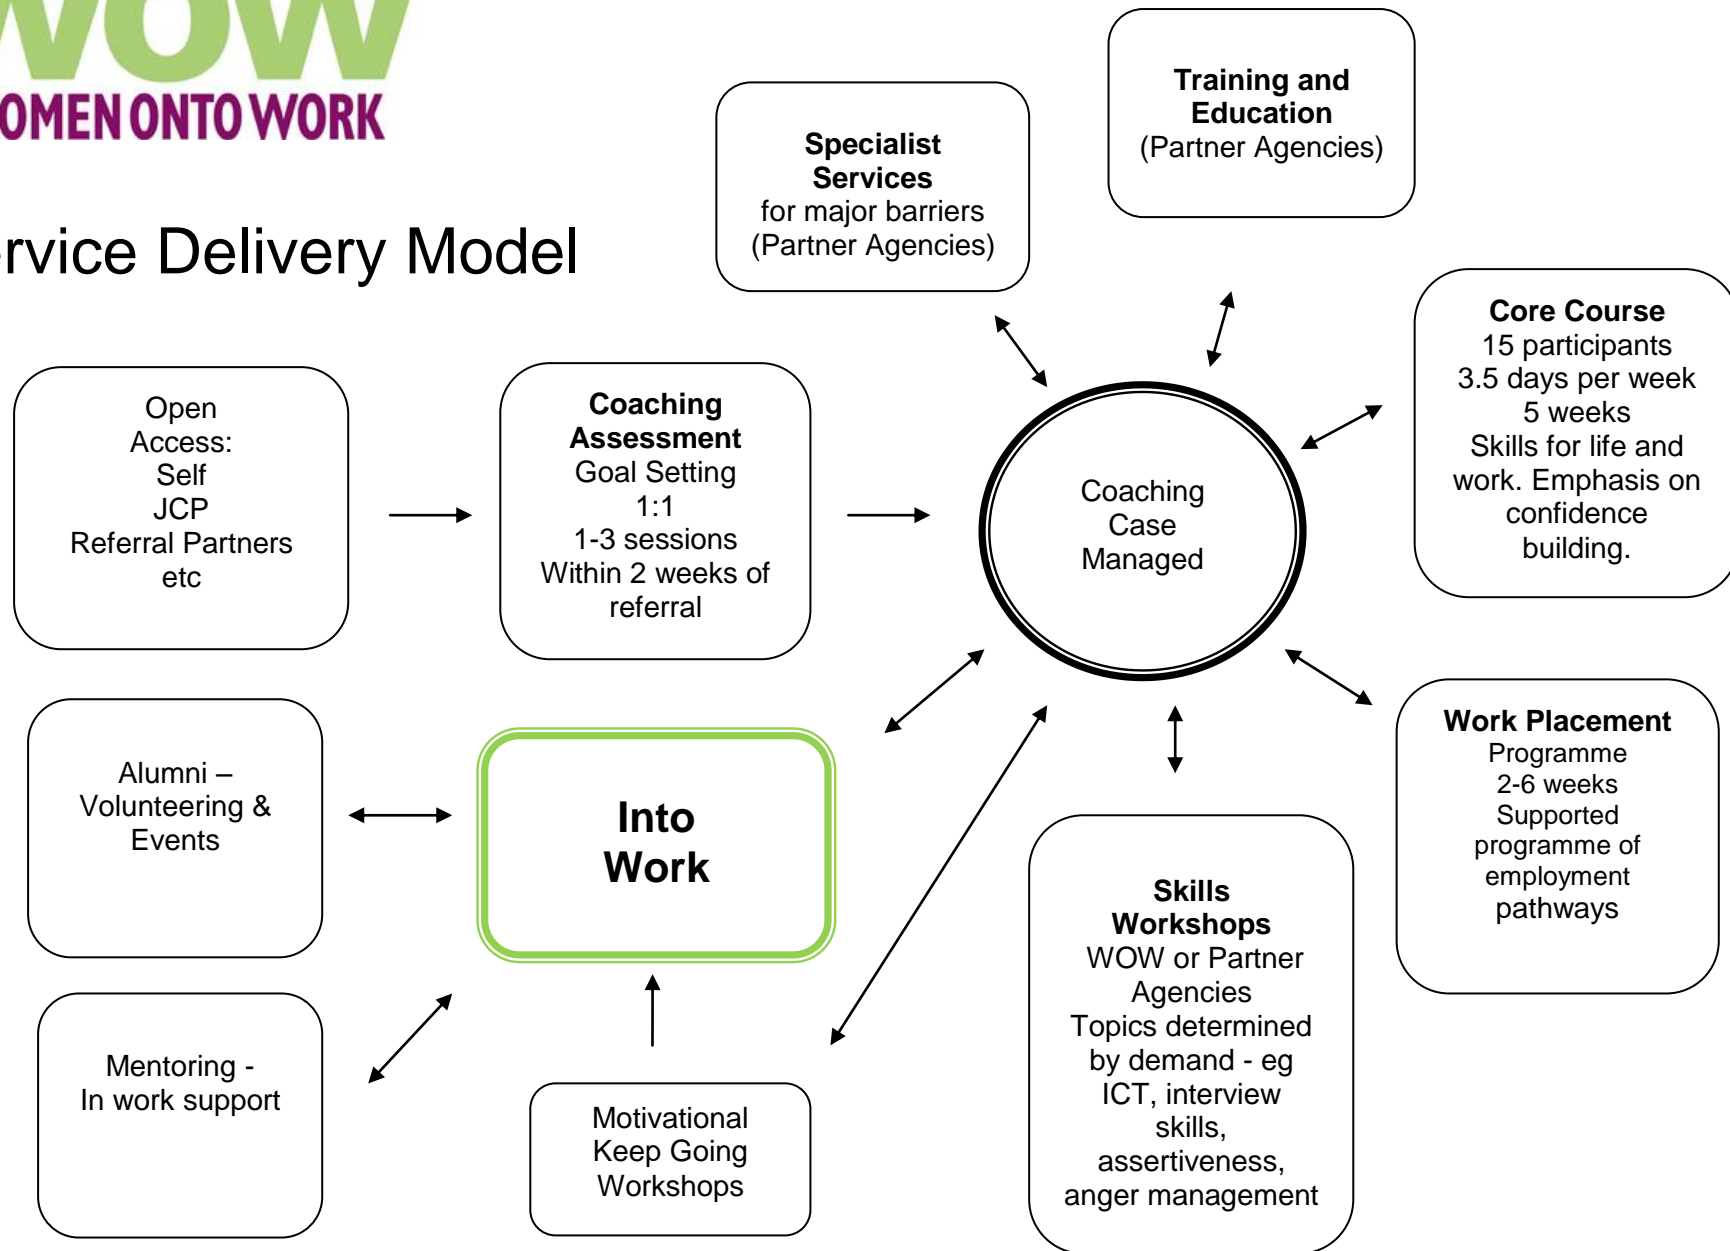 WOW
OMEN ONTO WORK
rvice Delivery Model
Specialist
Services
for major barriers
(Partner Agencies)
Training and
Education
(Partner Agencies)
Open
Access:
Self
JCP
Referral Partners
etc
Coaching
Assessment
Goal Setting
1:1
1-3 sessions
Within 2 weeks of
referral
Coaching
Case
Managed
Core Course
15 participants
3.5 days per week
5 weeks
Skills for life and
work. Emphasis on
confidence
building.
Alumni –
Volunteering &
Events
Into
Work
Work Placement
Programme
2-6 weeks
Supported
programme of
employment
pathways
Mentoring -
In work support
Motivational
Keep Going
Workshops
Skills
Workshops
WOW or Partner
Agencies
Topics determined
by demand - eg
ICT, interview
skills,
assertiveness,
anger management